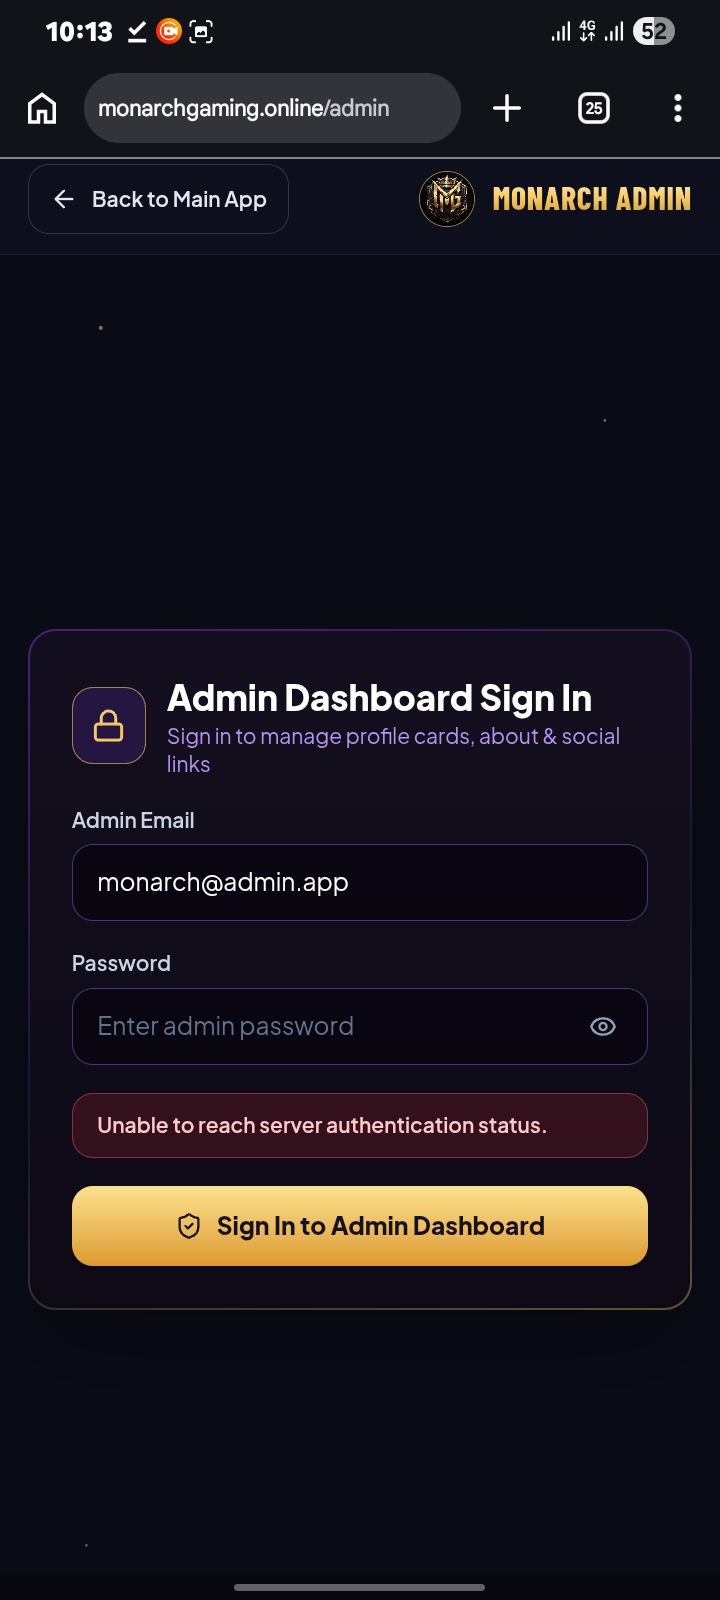 10:13
4G
52
monarchgaming.online/admin
25
Back to Main App
MG
MONARCH ADMIN
Admin Dashboard Sign In
Sign in to manage profile cards, about & social
links
Admin Email
monarch@admin.app
Password
Enter admin password
Unable to reach server authentication status.
Sign In to Admin Dashboard